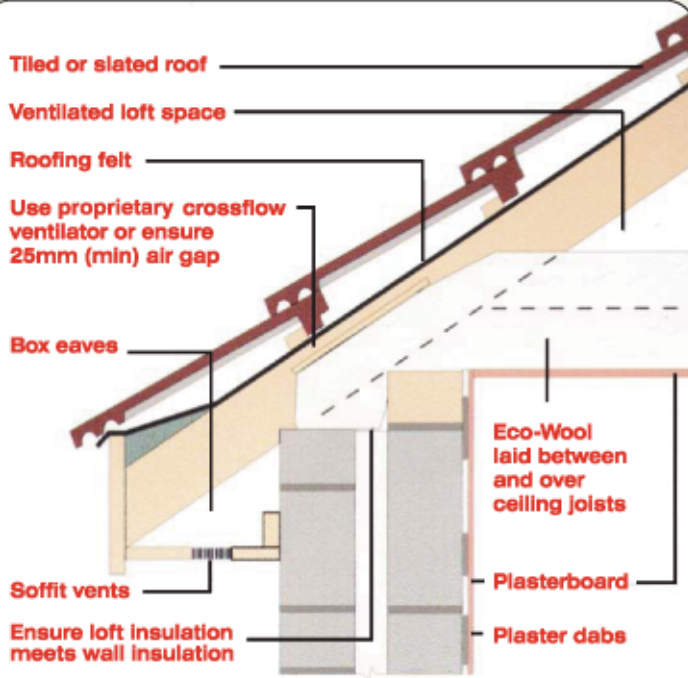 Tiled or slated roof
Ventilated loft space
Roofing felt
Use proprietary crossflow
ventilator or ensure
25mm (min) air gap
Box eaves
Eco-Wool
laid between
and over
ceiling joists
Soffit vents
Plasterboard
Ensure loft insulation
meets wall insulation
Plaster dabs